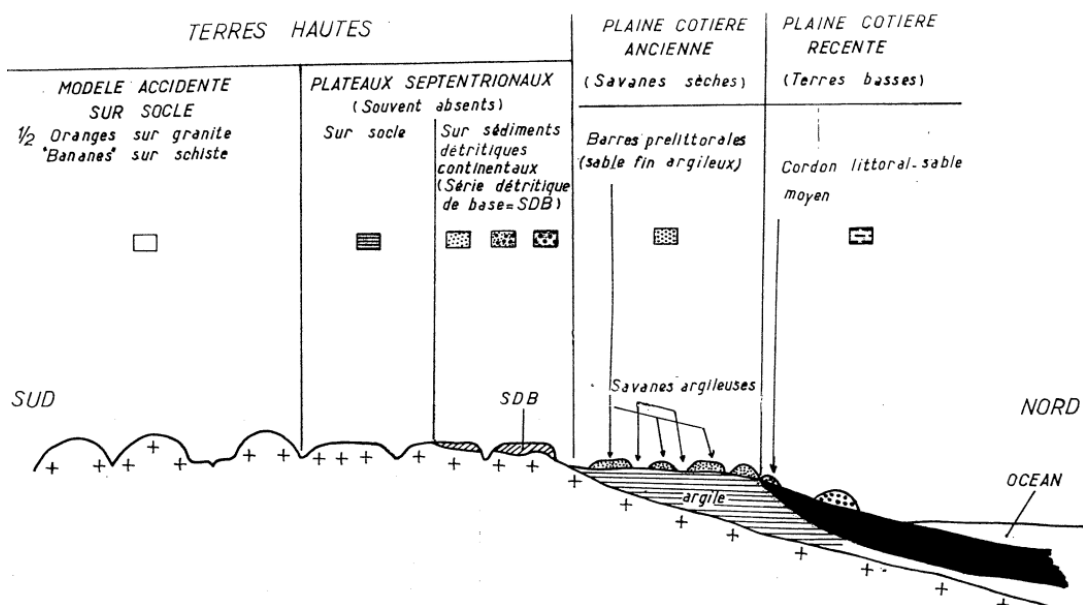 TERRES HAUTES
MODELE ACCIDENTE
SUR SOCLE
1/2 Oranges sur granite
"Bananes" sur schiste
PLATEAUX SEPTENTRIONAUX
(Souvent absents)
Sur socle
Sur sédiments
détritiques
continentaux
(Série détritique
de base=SDB)
PLAINE COTIERE
ANCIENNE
(Savanes sèches)
Barres prelittorales
(sable fin argileux)
PLAINE COTIERE
RECENTE
(Terres basses)
Cordon littoral-sable
moyen
SUD
SDB
Savanes argileuses
NORD
argile
OCEAN